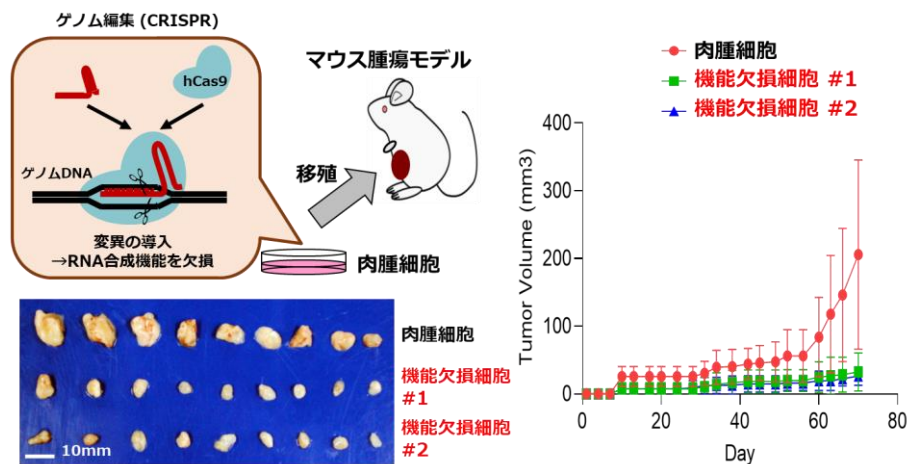 ゲノム編集 (CRISPR)
hCas9
ゲノムDNA
変異の導入
→RNA合成機能を欠損
マウス腫瘍モデル
移植
肉腫細胞
肉腫細胞
機能欠損細胞
#1
機能欠損細胞
#2
10mm
肉腫細胞
機能欠損細胞 #1
機能欠損細胞 #2
Tumor Volume (mm3)
400
300
200
100
0
0
20
40
60
80
Day